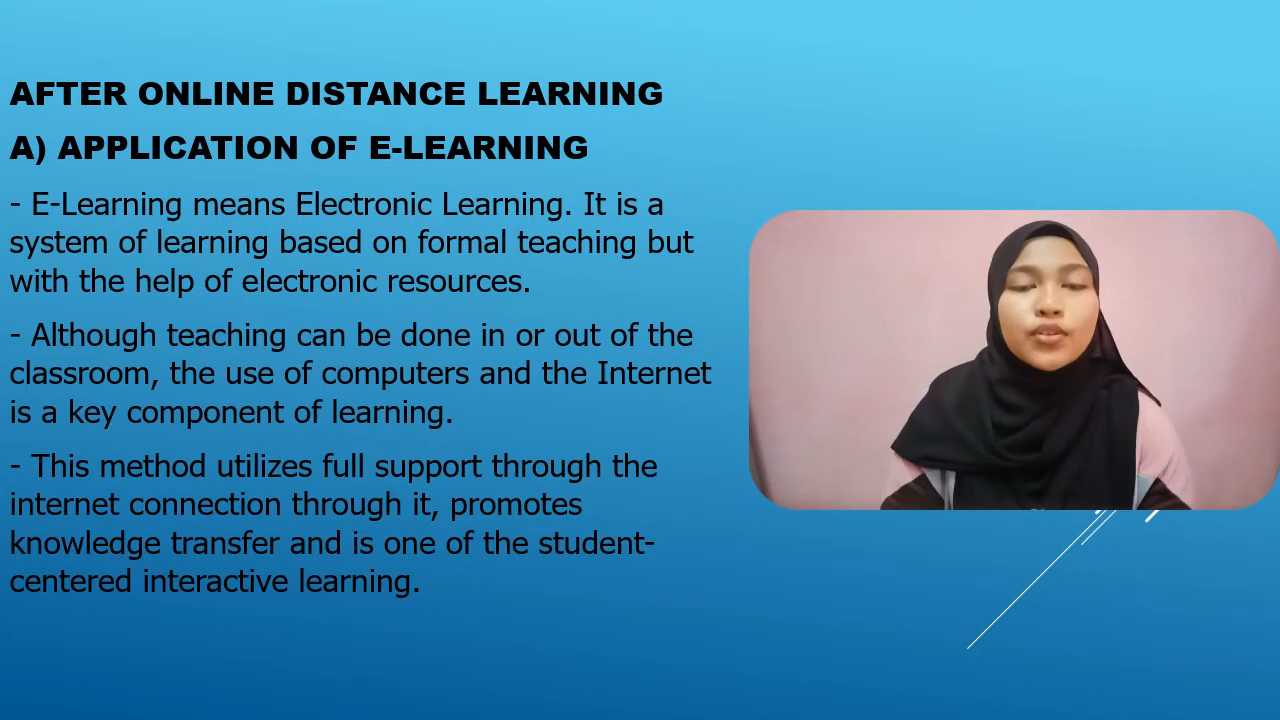 AFTER ONLINE DISTANCE LEARNING
A) APPLICATION OF E-LEARNING
- E-Learning means Electronic Learning. It is a
system of learning based on formal teaching but
with the help of electronic resources.
- Although teaching can be done in or out of the
classroom, the use of computers and the Internet
is a key component of learning.
- This method utilizes full support through the
internet connection through it, promotes
knowledge transfer and is one of the student-
centered interactive learning.